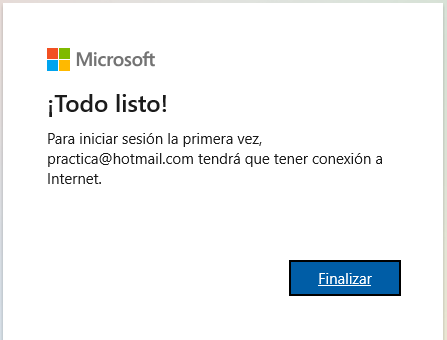 Microsoft
¡Todo listo!
Para iniciar sesión la primera vez,
practica@hotmail.com tendrá que tener conexión a
Internet.
Finalizar